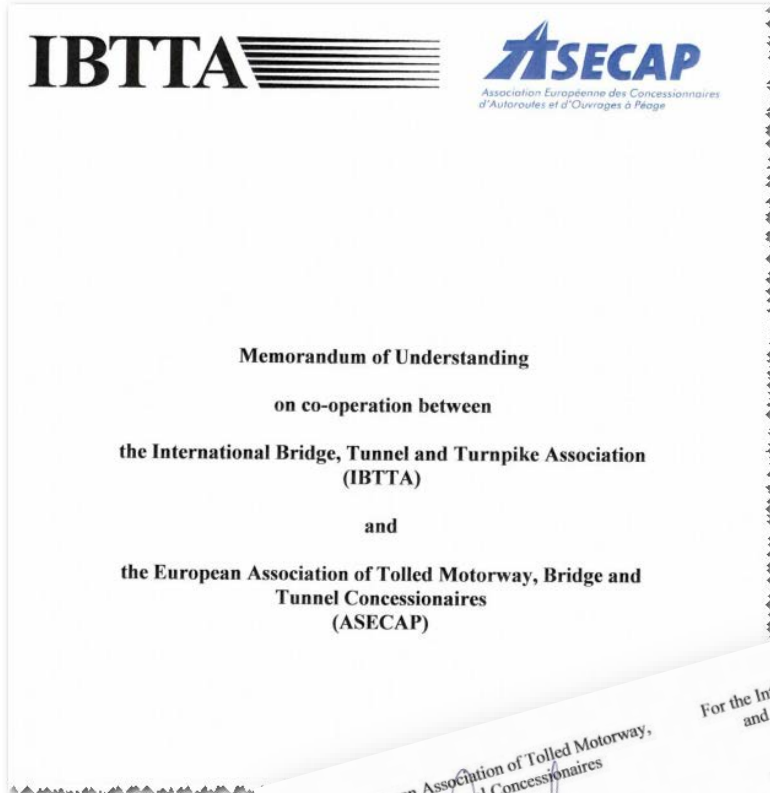 IBTTA
ASECAP
Association Européenne des Concessionnaires
d'Autoroutes et d'Ouvrages à Péage
Memorandum of Understanding
on co-operation between
the International Bridge, Tunnel and Turnpike Association
(IBTTA)
and
the European Association of Tolled Motorway, Bridge and
Tunnel Concessionaires
(ASECAP)
For the In
and
Association of Tolled Motorway,
Concessionaires